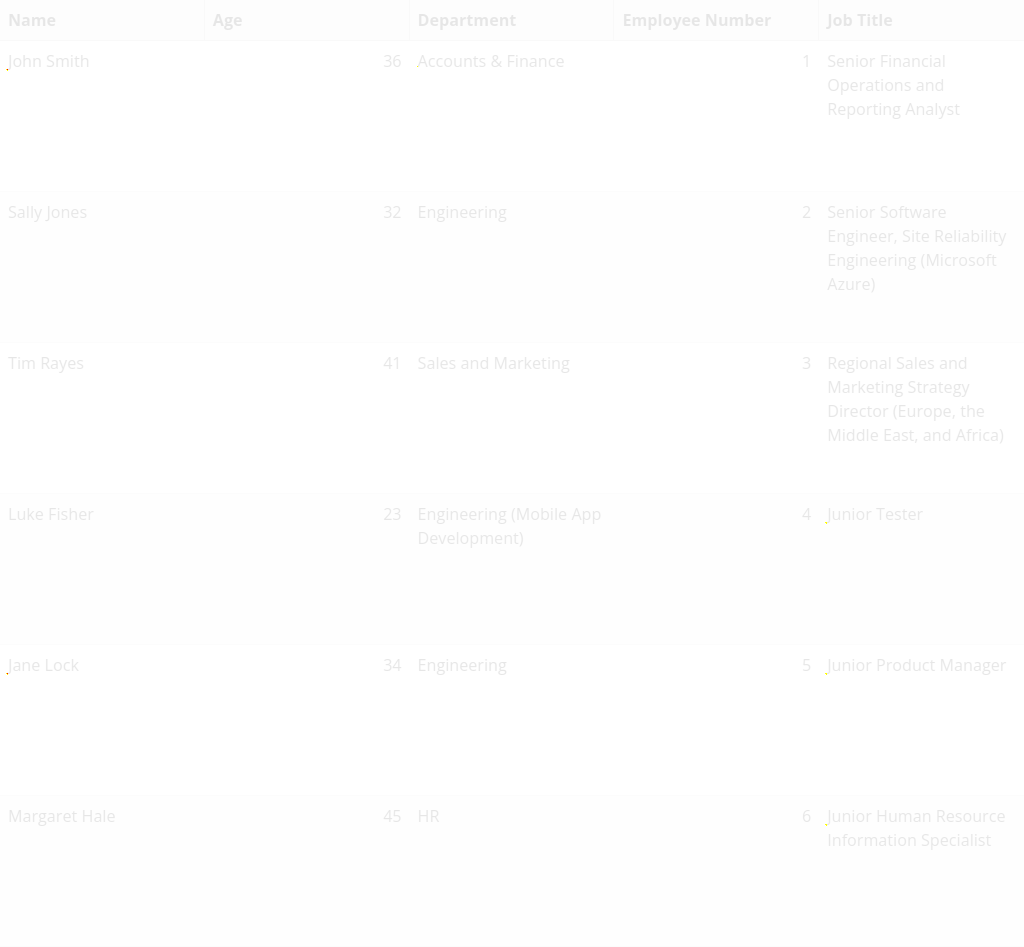 Name Age Department Employee Number Job Title
John Smith 36 Accounts & Finance 1 Senior Financial
Operations and
Reporting Analyst
Sally Jones 32 Engineering 2 Senior Software
Engineer, Site Reliability
Engineering (Microsoft
Azure)
Tim Rayes 41 Sales and Marketing 3 Regional Sales and
Marketing Strategy
Director (Europe, the
Middle East, and Africa)
Luke Fisher 23 Engineering (Mobile App 4 Junior Tester
Development)
Jane Lock 34 Engineering 5 Junior Product Manager
Margaret Hale 45 HR 6 Junior Human Resource
Information Specialist